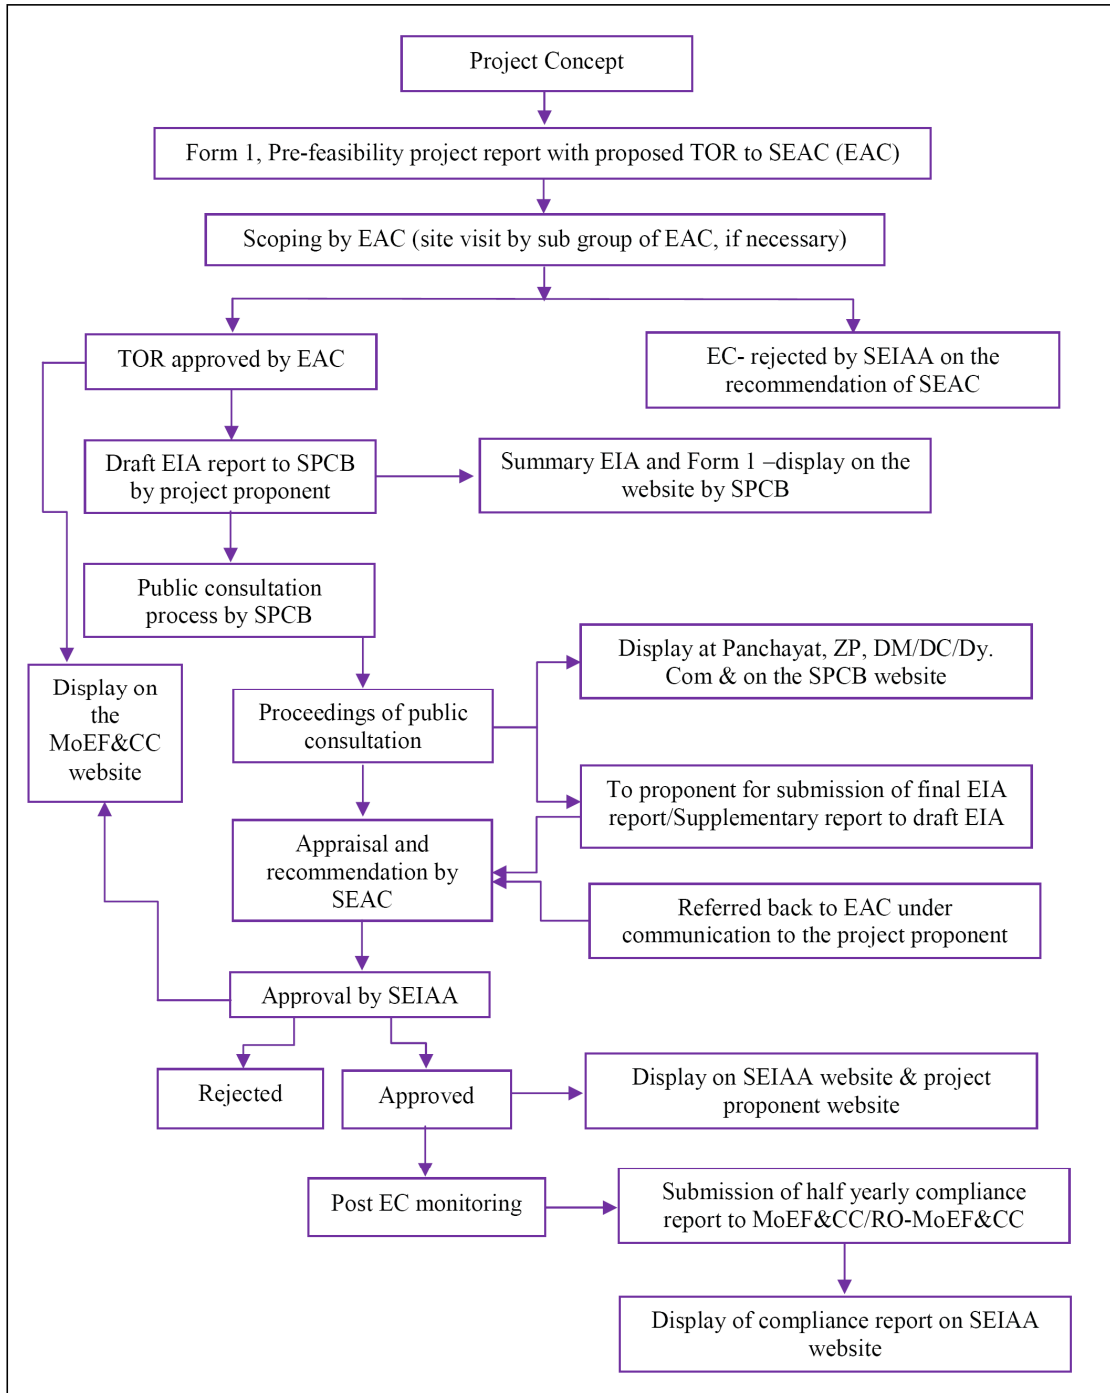 Project Concept
Form 1, Pre-feasibility project report with proposed TOR to SEAC (EAC)
Scoping by EAC (site visit by sub group of EAC, if necessary)
TOR approved by EAC
EC- rejected by SEIAA on the
recommendation of SEAC
Draft EIA report to SPCB
by project proponent
Summary EIA and Form 1 –display on the
website by SPCB
Public consultation
process by SPCB
Display at Panchayat, ZP, DM/DC/Dy.
Com & on the SPCB website
Display on
the
MoEF&CC
website
Proceedings of public
consultation
To proponent for submission of final EIA
report/Supplementary report to draft EIA
Appraisal and
recommendation by
SEAC
Referred back to EAC under
communication to the project proponent
Approval by SEIAA
Rejected
Approved
Display on SEIAA website & project
proponent website
Post EC monitoring
Submission of half yearly compliance
report to MoEF&CC/RO-MoEF&CC
Display of compliance report on SEIAA
website